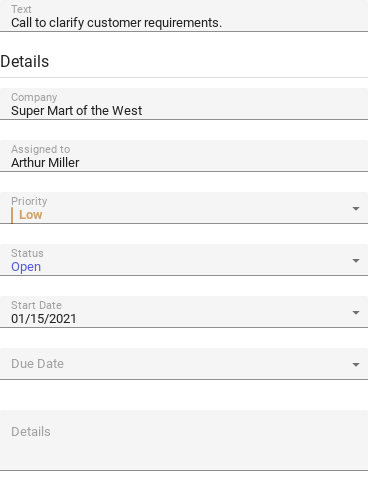 Text
Call to clarify customer requirements.
Details
Company
Super Mart of the West
Assigned to
Arthur Miller
Priority
Low
Status
Open
Start Date
01/15/2021
Due Date
Details